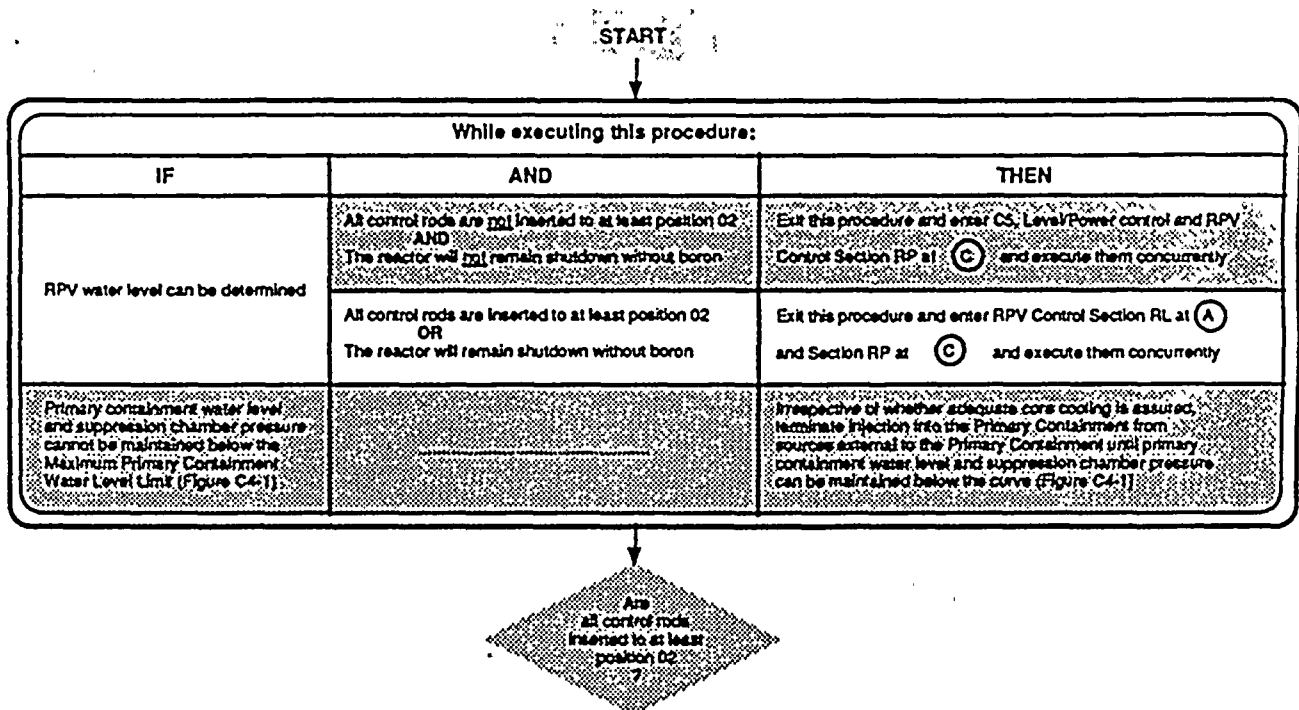 START
While executing this procedure:
IF
AND
THEN
RPV water level can be determined
All control rods are not inserted to at least position 02
AND
The reactor will not remain shutdown without boron
Exit this procedure and enter C5, Level/Power control and RPV
Control Section RP at C and execute them concurrently
All control rods are inserted to at least position 02
OR
The reactor will remain shutdown without boron
Exit this procedure and enter RPV Control Section RL at A
and Section RP at C and execute them concurrently
Primary containment water level
and suppression chamber pressure
cannot be maintained below the
Maximum Primary Containment
Water Level Limit (Figure C4-1)
Irrespective of whether adequate core cooling is assured,
terminate injection into the Primary Containment from
sources external to the Primary Containment until primary
containment water level and suppression chamber pressure
can be maintained below the curve (Figure C4-1)
Are
all control rods
inserted to at least
position 02
?